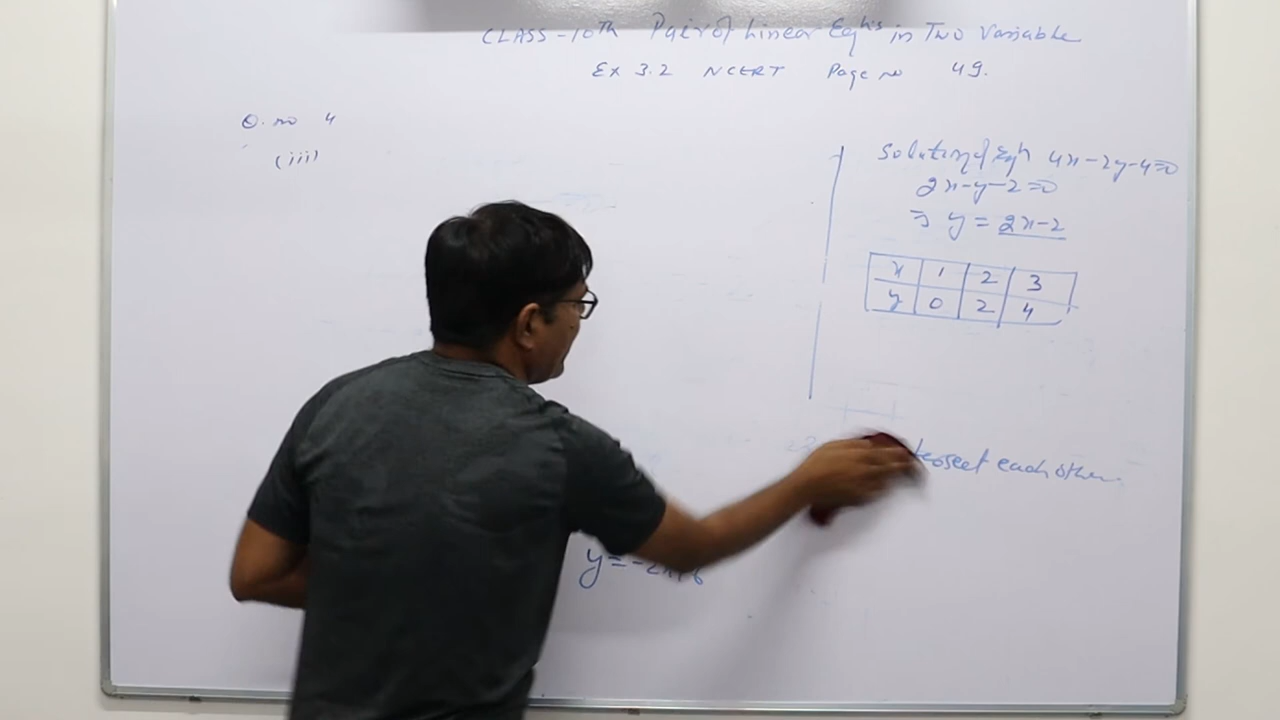 CLASS-10th Pair of Linear Eqns in Two Variable
Ex 3.2 NCERT Page no 49.
Q. no 4
(iii)
Solution of Eqn 4x-2y-4=0
2x-y-2=0
⇒ y = 2x-2
x 1 2 3
y 0 2 4
each other
y = -2x+6